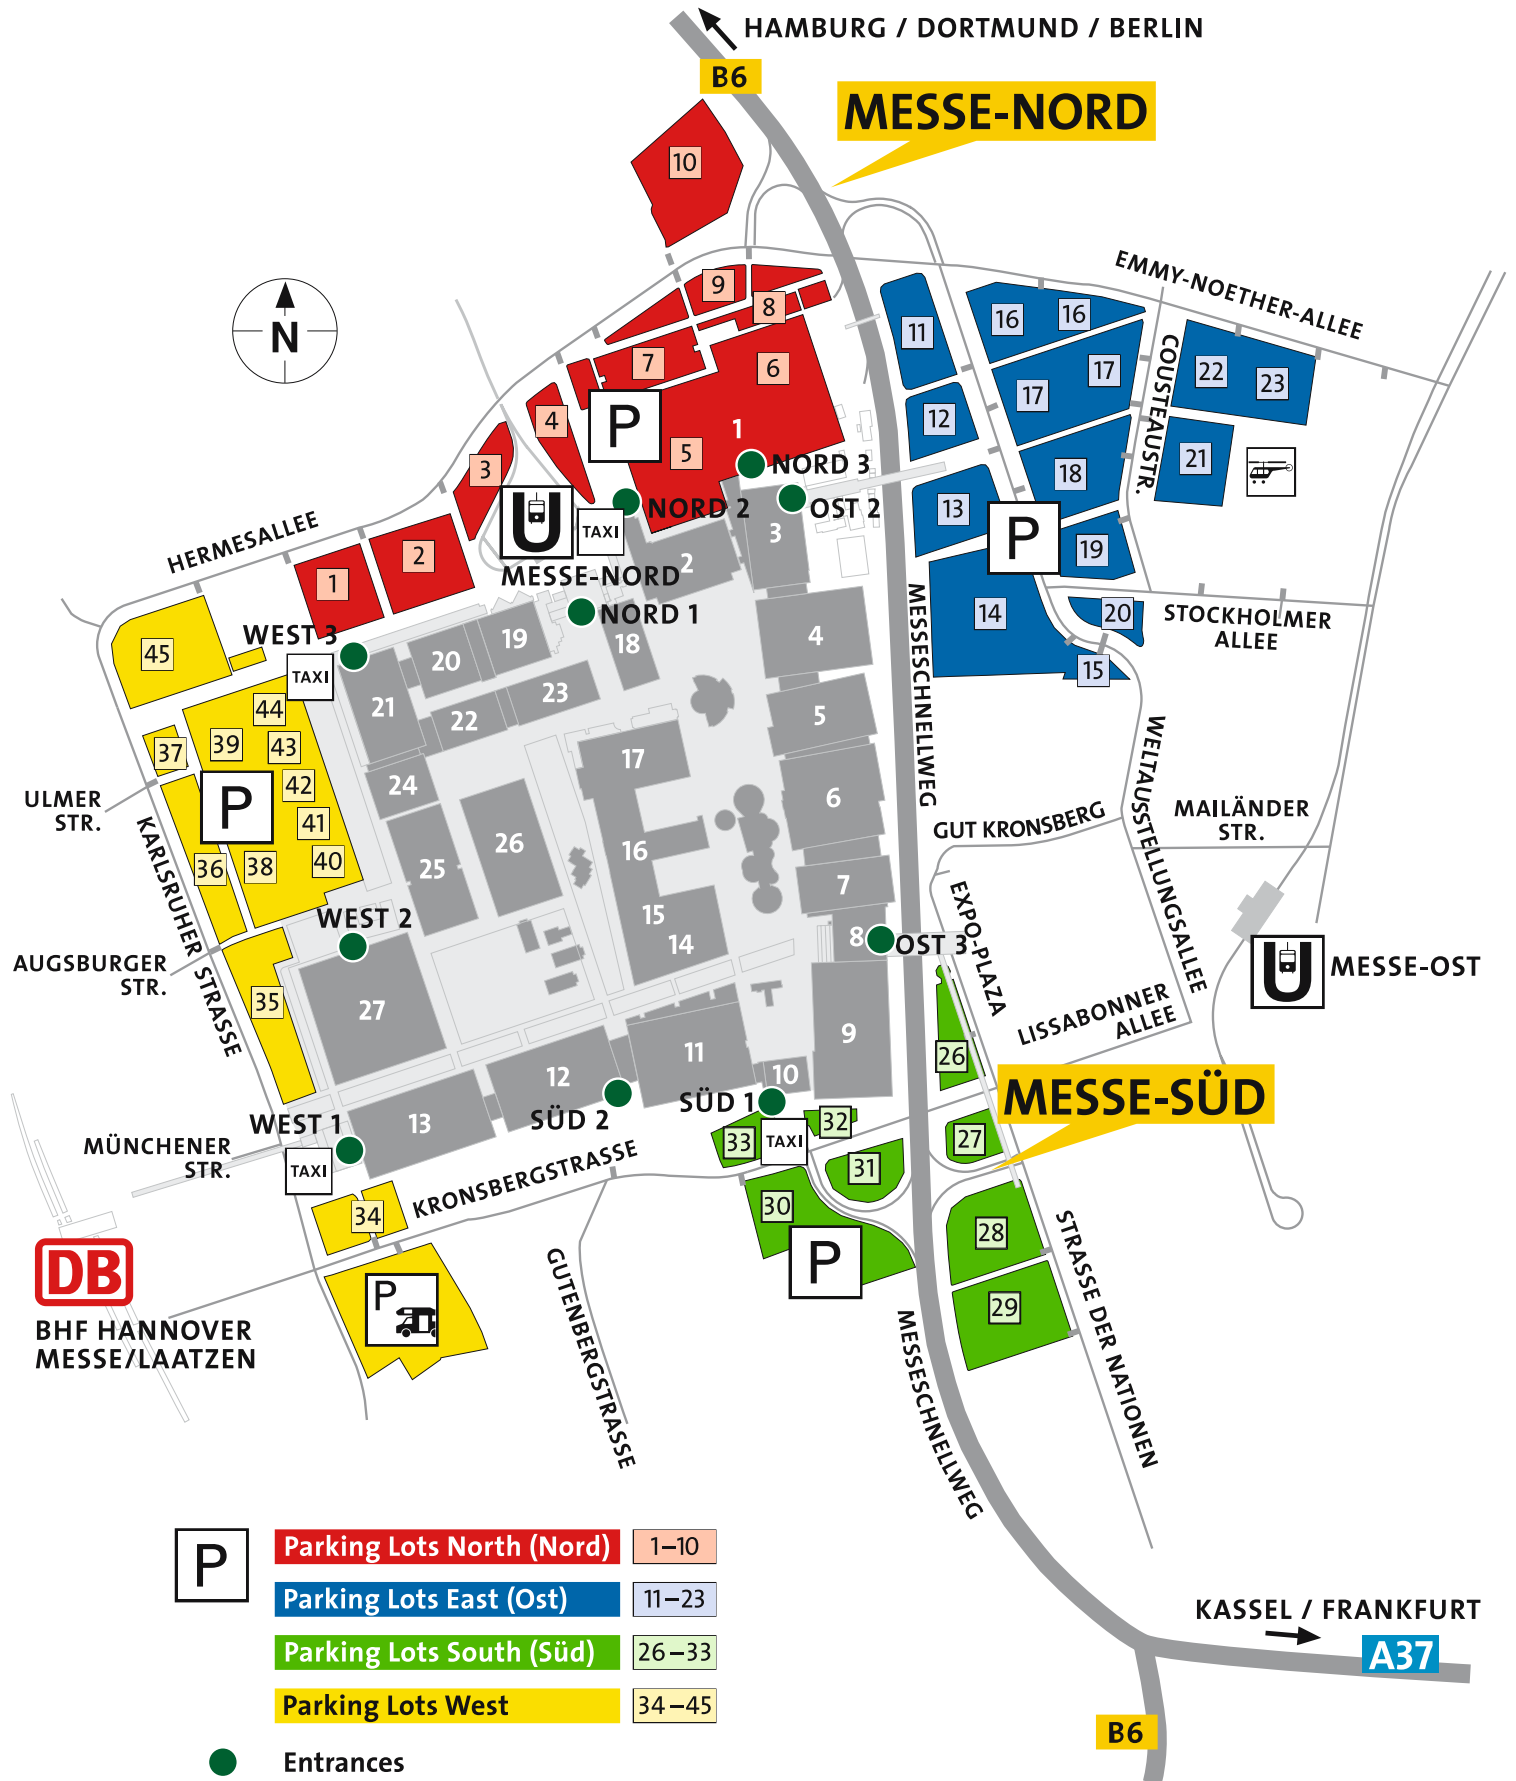 HAMBURG / DORTMUND / BERLIN
B6
MESSE-NORD
10
EMMY-NOETHER-ALLEE
9
8
11
16
16
N
7
6
COUSTEAUSTR.
22
23
17
17
4
P
12
1
5
21
3
NORD 3
18
NORD 2
OST 2
13
HERMESALLEE
U
TAXI
3
P
19
2
1
2
MESSE-NORD
MESSESCHNELLWEG
NORD 1
14
20
STOCKHOLMER
ALLEE
45
WEST 3
20
19
18
4
15
TAXI
21
22
23
5
44
39
43
37
17
WELTAUSSTELLUNGSALLEE
24
42
6
ULMER
STR.
P
41
MAILÄNDER
STR.
GUT KRONSBERG
KARLSRUHER STRASSE
36
38
40
25
26
16
7
WEST 2
15
14
8
OST 3
EXPO-PLAZA
AUGSBURGER
STR.
35
27
U
MESSE-OST
LISSABONNER
ALLEE
9
11
26
12
10
MESSE-SÜD
SÜD 2
SÜD 1
13
WEST 1
MÜNCHENER
STR.
TAXI
33
TAXI
32
27
31
KRONSBERGSTRASSE
34
30
28
P
DB
BHF HANNOVER
MESSE/LAATZEN
P
GUTENBERGSTRASSE
29
STRASSE DER NATIONEN
MESSESCHNELLWEG
P
Parking Lots North (Nord)
1–10
Parking Lots East (Ost)
11–23
Parking Lots South (Süd)
26–33
Parking Lots West
34–45
Entrances
KASSEL / FRANKFURT
A37
B6